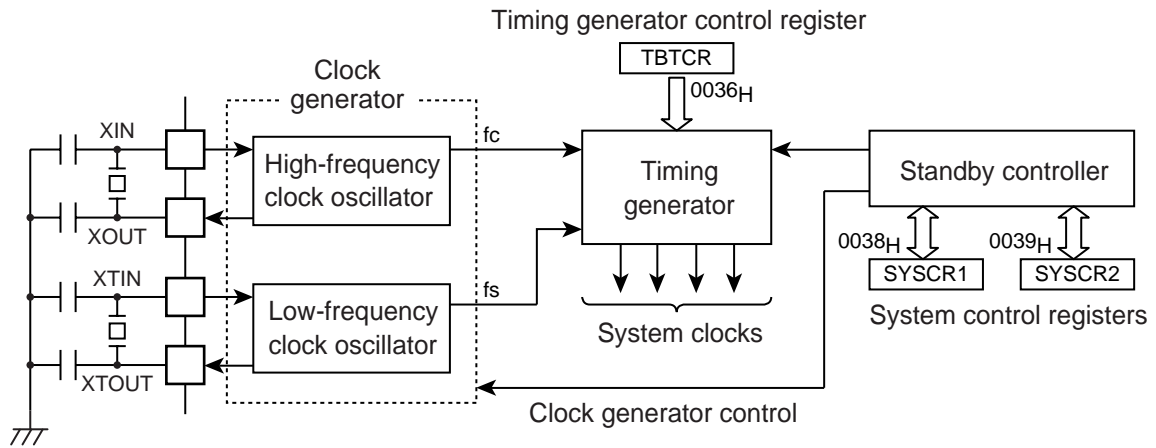 Timing generator control register
TBTCR
0036H
Clock
generator
XIN
High-frequency
clock oscillator
fc
XOUT
Timing
generator
Standby controller
0038H
0039H
SYSCR1
SYSCR2
System control registers
XTIN
Low-frequency
clock oscillator
fs
XTOUT
System clocks
Clock generator control